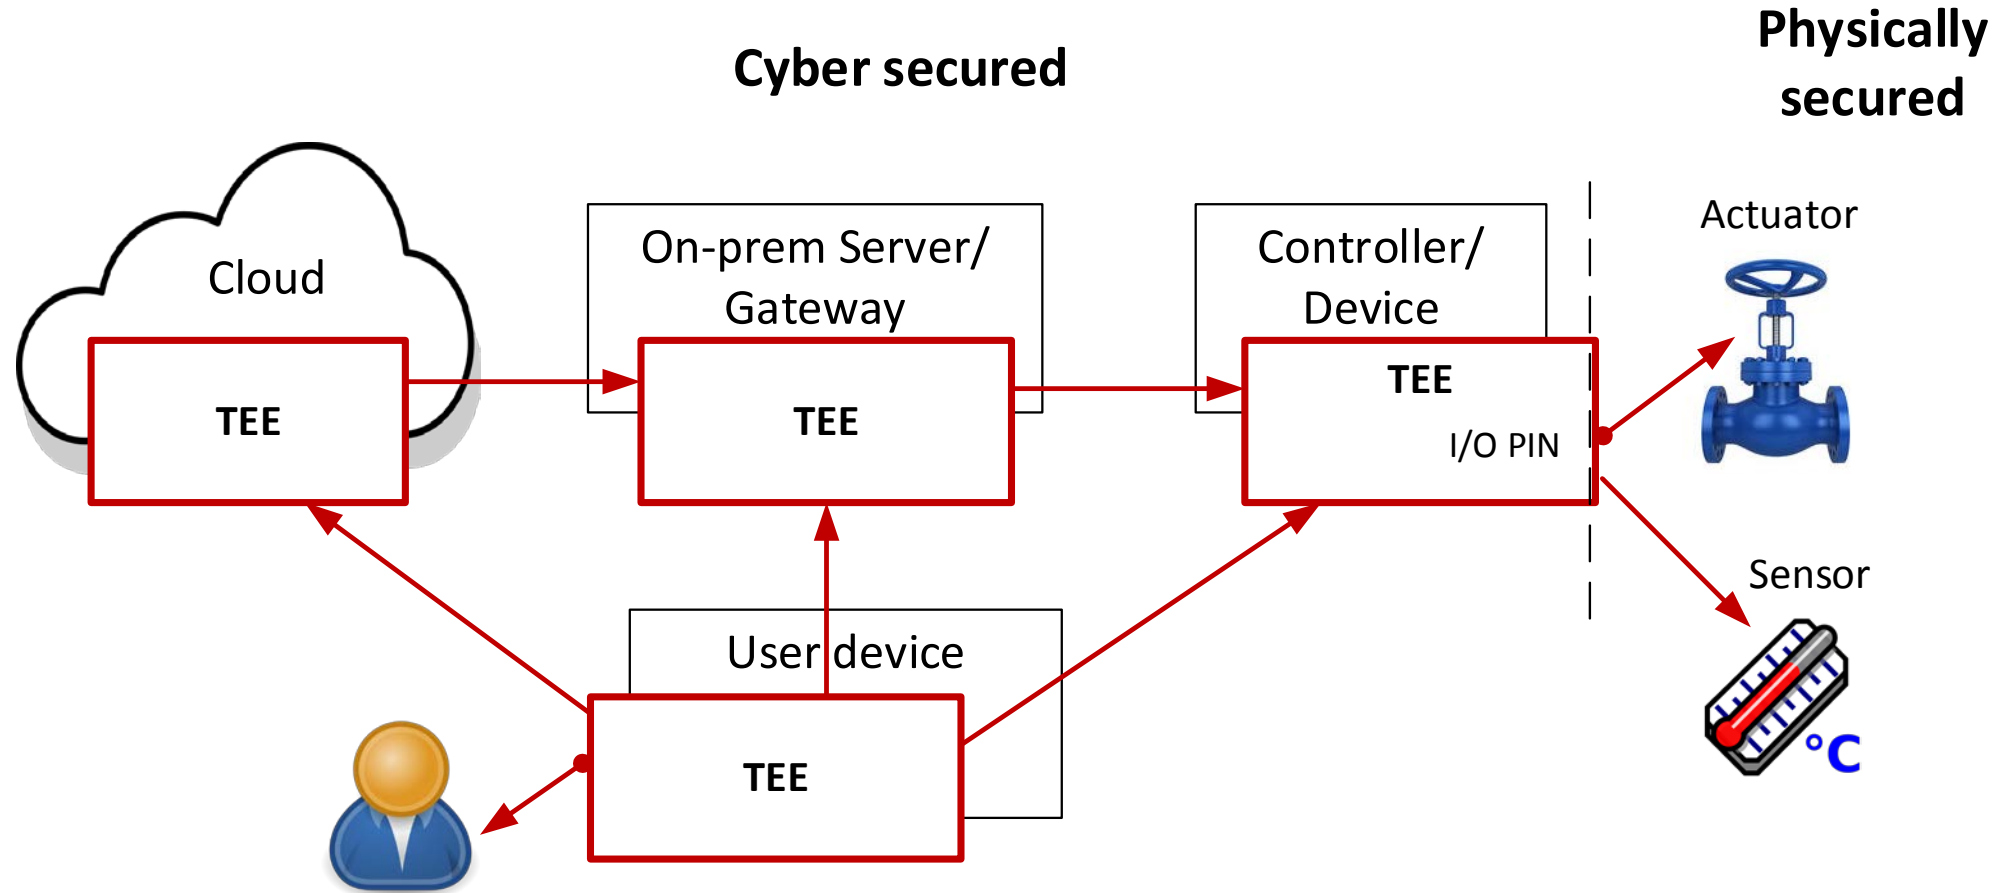 Cyber secured
Physically
secured
Cloud
TEE
On-prem Server/
Gateway
TEE
Controller/
Device
TEE
I/O PIN
Actuator
Sensor
°C
User device
TEE